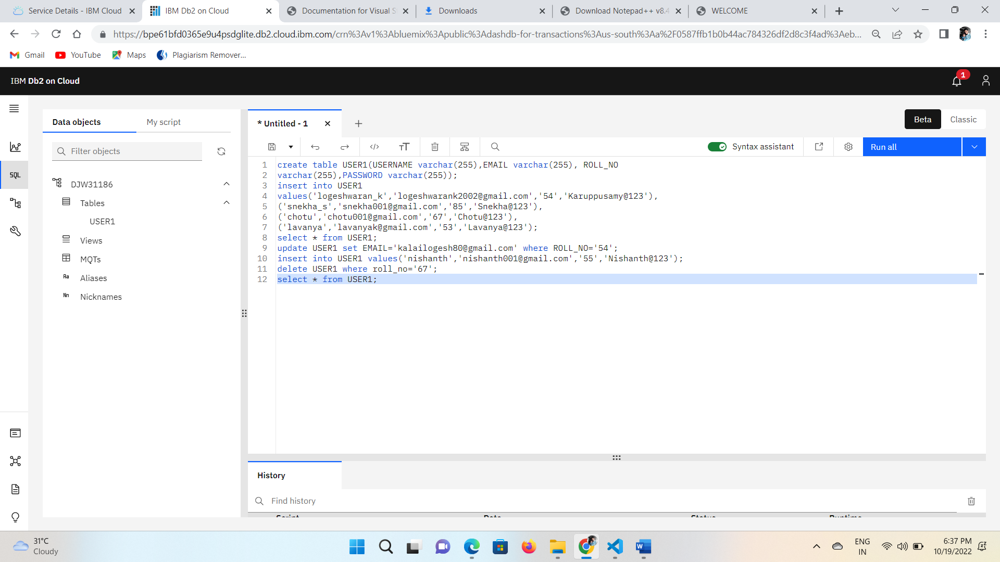 Service Details - IBM Cloud
IBM Db2 on Cloud
Documentation for Visual S
Downloads
Download Notepad++ v8.4
WELCOME
https://bpe61bfd0365e9u4psdglite.db2.cloud.ibm.com/crn%3Av1%3Abluemix%3Apublic%3Adashdb-for-transactions%3Aus-south%3Aa%2F0587ffb1b0b44ac784326df2d8c3f4ad%3Aeb...
Gmail
YouTube
Maps
Plagiarism Remover...
IBM Db2 on Cloud
1
Data objects
My script
* Untitled - 1
Beta
Classic
Filter objects
Syntax assistant
Run all
SQL
DJW31186
Tables
USER1
Views
MQTs
Aa
Aliases
Nn
Nicknames
1 create table USER1(USERNAME varchar(255),EMAIL varchar(255), ROLL_NO
2 varchar(255),PASSWORD varchar(255));
3 insert into USER1
4 values('logeshwaran_k','logeshwarank2002@gmail.com','54','Karuppusamy@123'),
5 ('snekha_s','snekha001@gmail.com','85','Snekha@123'),
6 ('chotu','chotu001@gmail.com','67','Chotu@123'),
7 ('lavanya','lavanyak@gmail.com','53','Lavanya@123');
8 select * from USER1;
9 update USER1 set EMAIL='kalailogesh80@gmail.com' where ROLL_NO='54';
10 insert into USER1 values('nishanth','nishanth001@gmail.com','55','Nishanth@123');
11 delete USER1 where roll_no='67';
12 select * from USER1;
History
Find history
Script
Date
Status
Runtime
31°C
Cloudy
ENG
IN
6:37 PM
10/19/2022